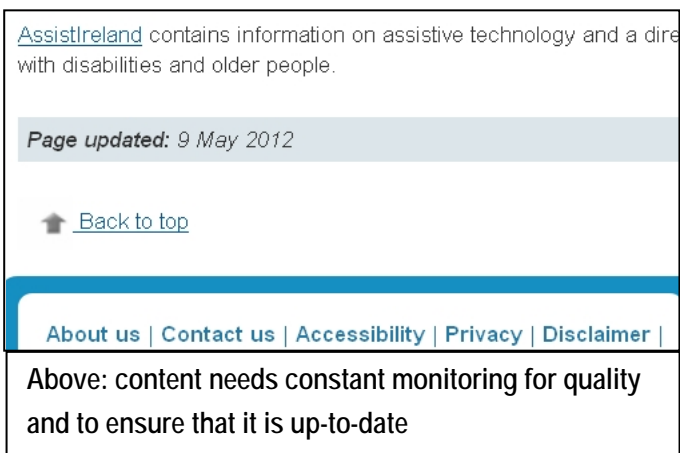 AssistIreland contains information on assistive technology and a dire
with disabilities and older people.
Page updated: 9 May 2012
Back to top
About us | Contact us | Accessibility | Privacy | Disclaimer |
Above: content needs constant monitoring for quality
and to ensure that it is up-to-date